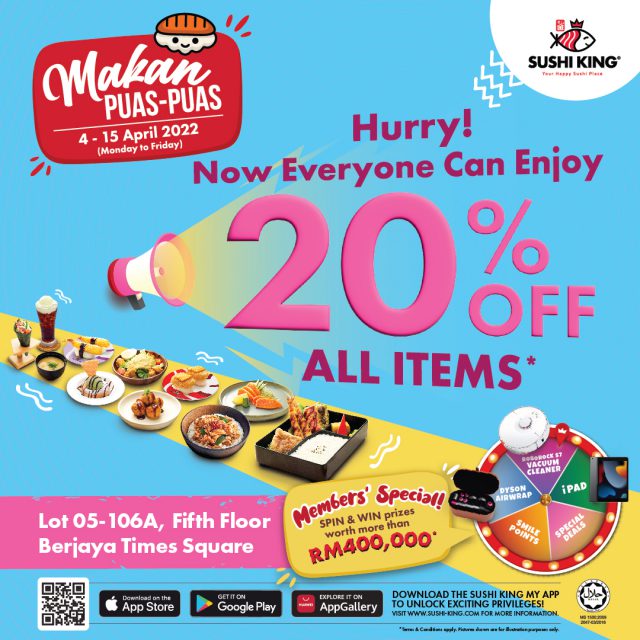 Makan
PUAS-PUAS
4 - 15 April 2022
(Monday to Friday)
SUSHI KING®
Your Happy Sushi Place
Hurry!
Now Everyone Can Enjoy
20% OFF
ALL ITEMS*
Members' Special!
SPIN & WIN prizes
worth more than
RM400,000*
ROBOROCK S7
VACUUM
CLEANER
DYSON
AIRWRAP
iPAD
SMILE
POINTS
SPECIAL
DEALS
Lot 05-106A, Fifth Floor
Berjaya Times Square
Download on the
App Store
GET IT ON
Google Play
HUAWEI
EXPLORE IT ON
AppGallery
DOWNLOAD THE SUSHI KING MY APP
TO UNLOCK EXCITING PRIVILEGES!
VISIT WWW.SUSHI-KING.COM FOR MORE INFORMATION.
*Terms & Conditions apply. Pictures shown are for illustration purposes only.